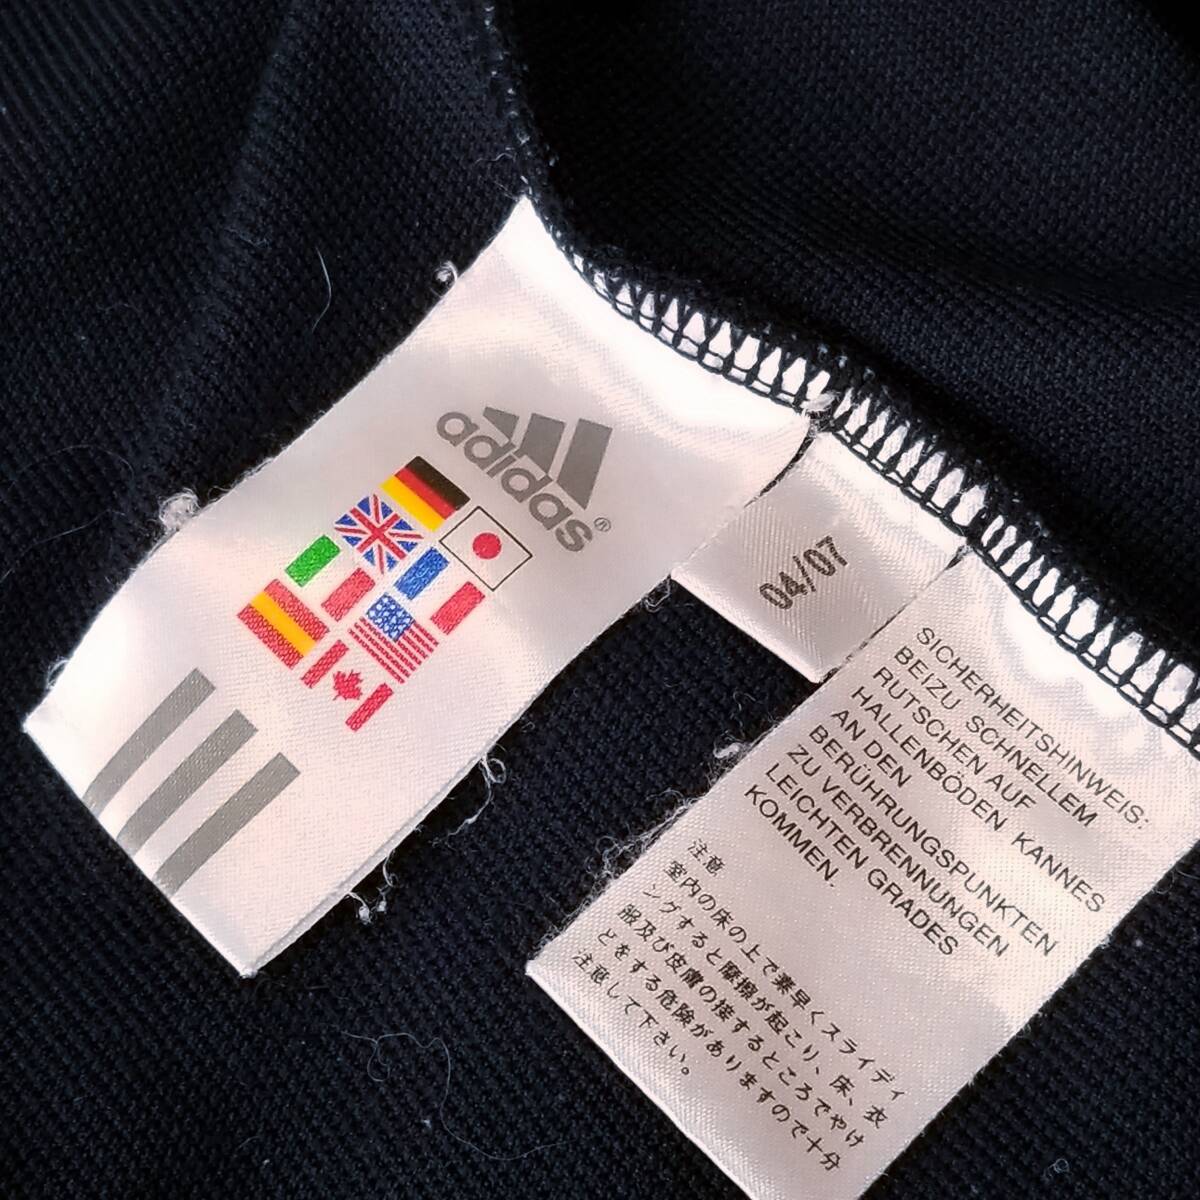 adidas®
04/07
SICHERHEITSHINWEIS:
BEIZU SCHNELLEM
RUTSCHEN AUF
HALLENBÖDEN KANNES
AN DEN
BERÜHRUNGSPUNKTEN
ZU VERBRENNUNGEN
LEICHTEN GRADES
KOMMEN.
注意
室内の床の上で素早くスライディ
ングすると摩擦が起こり、床、衣
服及び皮膚の接するところでやけ
どをする危険がありますので十分
注意して下さい。